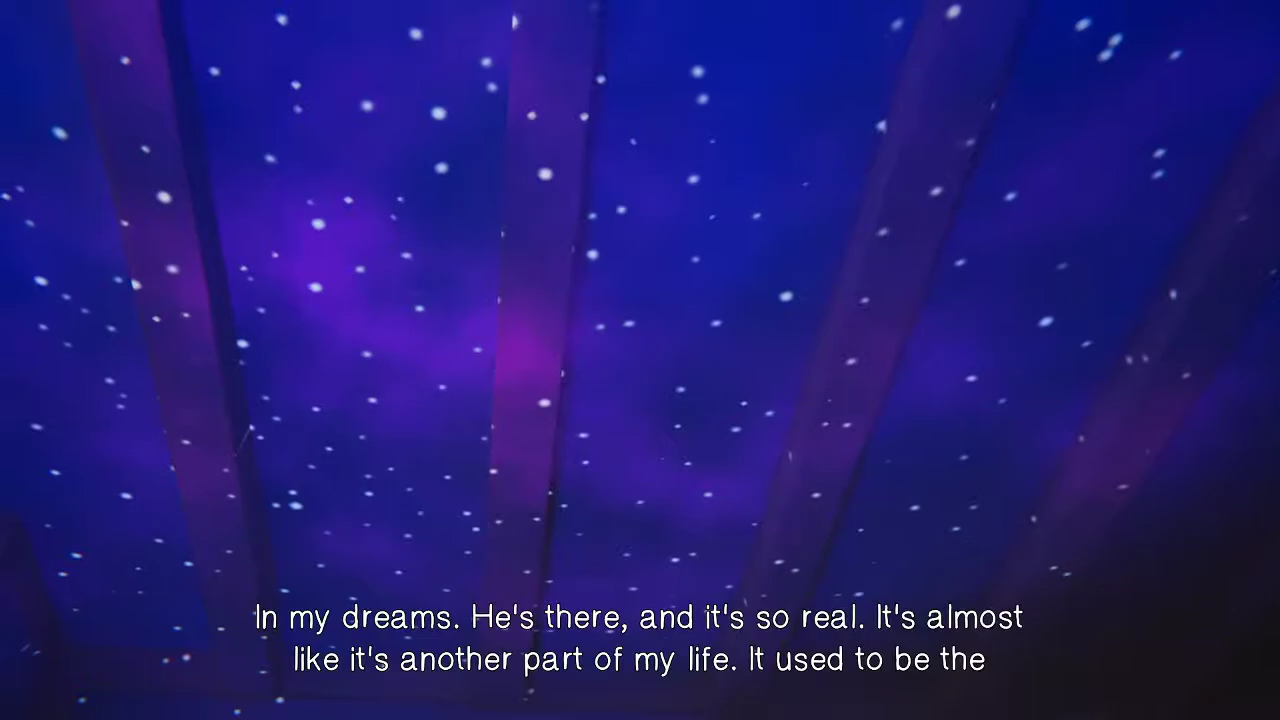 In my dreams. He's there, and it's so real. It's almost
like it's another part of my life. It used to be the